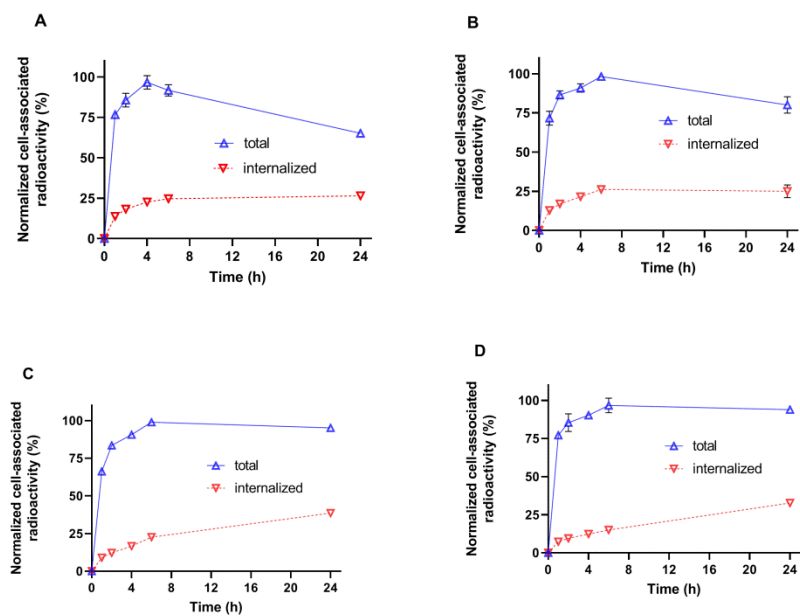 A
Normalized cell-associated
radioactivity (%)
100
75
50
25
0
total
internalized
0 4 8 12 16 20 24
Time (h)
B
Normalized cell-associated
radioactivity (%)
100
75
50
25
0
total
internalized
0 4 8 12 16 20 24
Time (h)
C
Normalized cell-associated
radioactivity (%)
100
75
50
25
0
total
internalized
0 4 8 12 16 20 24
Time (h)
D
Normalized cell-associated
radioactivity (%)
100
75
50
25
0
total
internalized
0 4 8 12 16 20 24
Time (h)